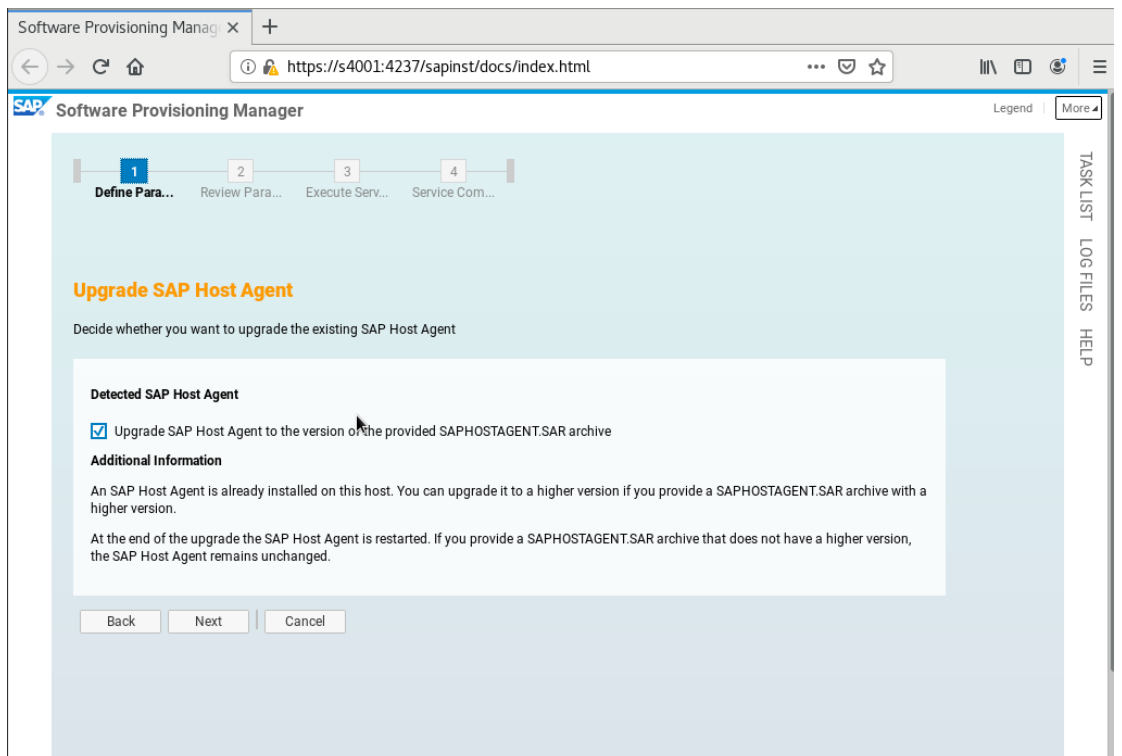 Software Provisioning Manag
https://s4001:4237/sapinst/docs/index.html
SAP Software Provisioning Manager
Legend
More
1 2 3 4
Define Para... Review Para... Execute Serv... Service Com...
TASK LIST
LOG FILES
HELP
Upgrade SAP Host Agent
Decide whether you want to upgrade the existing SAP Host Agent
Detected SAP Host Agent
Upgrade SAP Host Agent to the version of the provided SAPHOSTAGENT.SAR archive
Additional Information
An SAP Host Agent is already installed on this host. You can upgrade it to a higher version if you provide a SAPHOSTAGENT.SAR archive with a
higher version.
At the end of the upgrade the SAP Host Agent is restarted. If you provide a SAPHOSTAGENT.SAR archive that does not have a higher version,
the SAP Host Agent remains unchanged.
Back Next Cancel